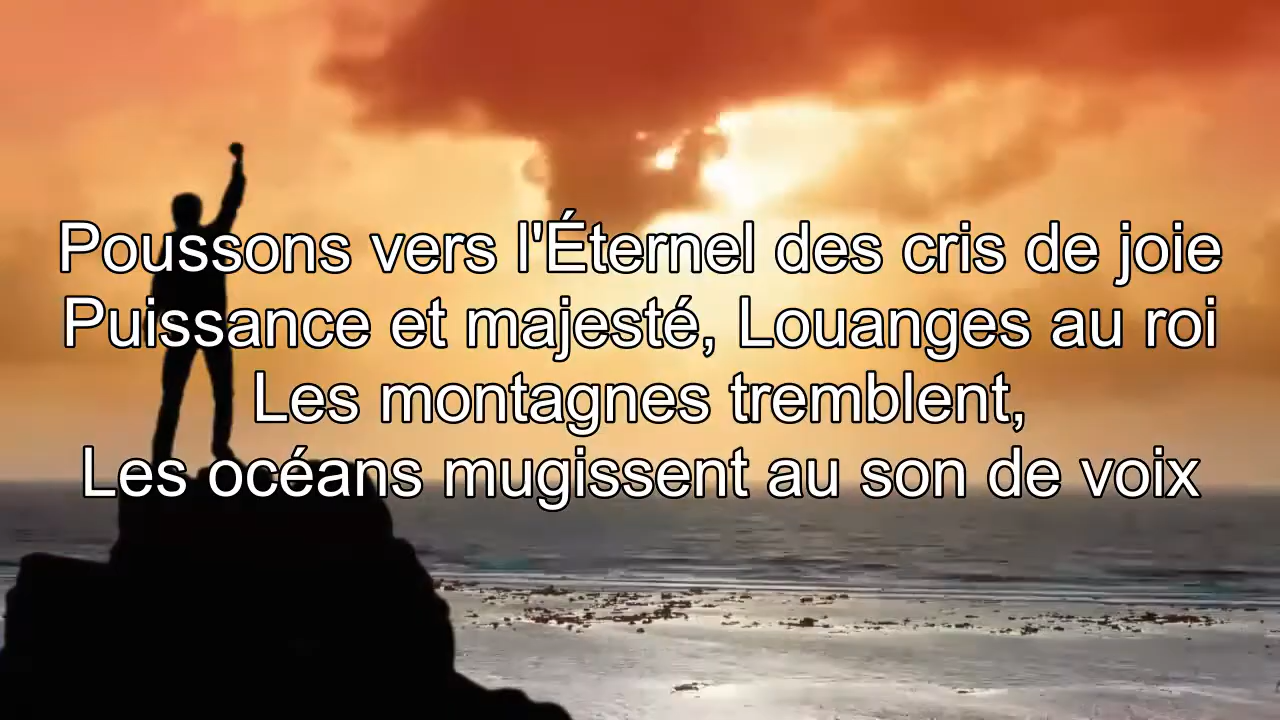 Poussons vers l'Éternel des cris de joie
Puissance et majesté, Louanges au roi
Les montagnes tremblent,
Les océans mugissent au son de voix